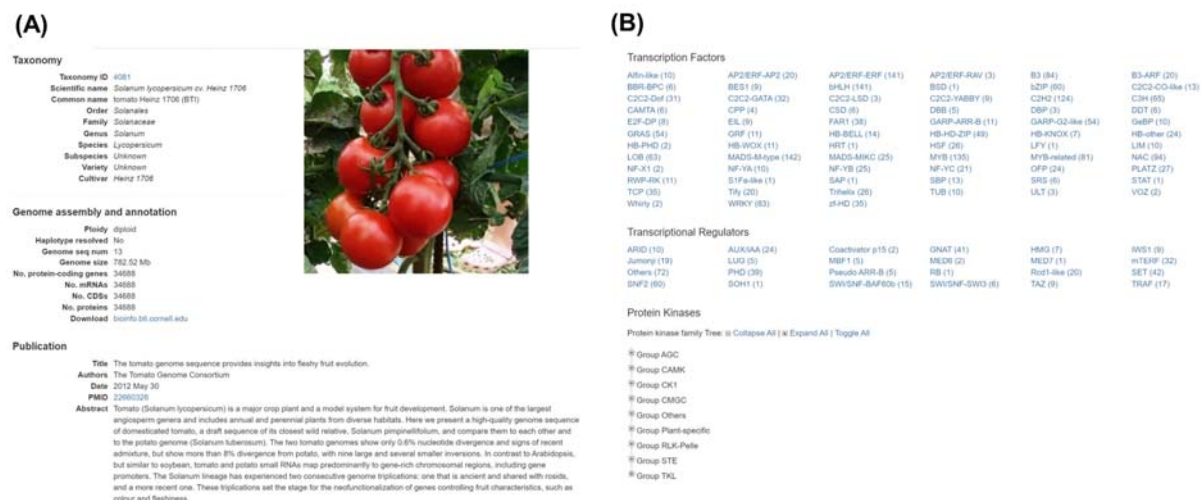 (A)
Taxonomy
Taxonomy ID 4081
Scientific name Solanum lycopersicum cv. Heinz 1706
Common name tomato Heinz 1706 (BTI)
Order Solanales
Family Solanaceae
Genus Solanum
Species Lycopersicum
Subspecies Unknown
Variety Unknown
Cultivar Heinz 1706
Genome assembly and annotation
Ploidy diploid
Haplotype resolved No
Genome seq num 13
Genome size 782.52 Mb
No. protein-coding genes 34688
No. mRNAs 34688
No. CDSs 34688
No. proteins 34688
Download bioinfo.bti.cornell.edu
Publication
Title The tomato genome sequence provides insights into fleshy fruit evolution.
Authors The Tomato Genome Consortium
Date 2012 May 30
PMID 22660326
Abstract Tomato (Solanum lycopersicum) is a major crop plant and a model system for fruit development. Solanum is one of the largest
angiosperm genera and includes annual and perennial plants from diverse habitats. Here we present a high-quality genome sequence
of domesticated tomato, a draft sequence of its closest wild relative, Solanum pimpinellifolium, and compare them to each other and
to the potato genome (Solanum tuberosum). The two tomato genomes show only 0.6% nucleotide divergence and signs of recent
admixture, but show more than 8% divergence from potato, with nine large and several smaller inversions. In contrast to Arabidopsis,
but similar to soybean, tomato and potato small RNAs map predominantly to gene-rich chromosomal regions, including gene
promoters. The Solanum lineage has experienced two consecutive genome triplications: one that is ancient and shared with rosids,
and a more recent one. These triplications set the stage for the neofunctionalization of genes controlling fruit characteristics, such as
colour and fleshiness.
(B)
Transcription Factors
Alfin-like (10) AP2/ERF-AP2 (20) AP2/ERF-ERF (141) AP2/ERF-RAV (3) B3 (84) B3-ARF (20)
BBR-BPC (6) BES1 (9) bHLH (141) BSD (1) bZIP (60) C2C2-CO-like (13)
C2C2-Dof (31) C2C2-GATA (32) C2C2-LSD (3) C2C2-YABBY (9) C2H2 (124) C3H (65)
CAMTA (6) CPP (4) CSD (6) DBB (5) DBP (3) DDT (6)
E2F-DP (8) EIL (9) FAR1 (38) GARP-ARR-B (11) GARP-G2-like (54) GeBP (10)
GRAS (54) GRF (11) HB-BELL (14) HB-HD-ZIP (49) HB-KNOX (7) HB-other (24)
HB-PHD (2) HB-WOX (11) HRT (1) HSF (26) LFY (1) LIM (10)
LOB (63) MADS-M-type (142) MADS-MIKC (25) MYB (135) MYB-related (81) NAC (94)
NF-X1 (2) NF-YA (10) NF-YB (25) NF-YC (21) OFP (24) PLATZ (27)
RWP-RK (11) S1Fa-like (1) SAP (1) SBP (13) SRS (6) STAT (1)
TCP (35) Tify (20) Trihelix (26) TUB (10) ULT (3) VOZ (2)
Whirly (2) WRKY (83) zf-HD (35)
Transcriptional Regulators
ARID (10) AUX/IAA (24) Coactivator p15 (2) GNAT (41) HMG (7) IWS1 (9)
Jumonji (19) LUG (5) MBF1 (5) MED6 (2) MED7 (1) mTERF (32)
Others (72) PHD (39) Pseudo ARR-B (5) RB (1) Rcd1-like (20) SET (42)
SNF2 (60) SOH1 (1) SWI/SNF-BAF60b (15) SWI/SNF-SWI3 (6) TAZ (9) TRAF (17)
Protein Kinases
Protein kinase family Tree: Collapse All | Expand All | Toggle All
Group AGC
Group CAMK
Group CK1
Group CMGC
Group Others
Group Plant-specific
Group RLK-Pelle
Group STE
Group TKL